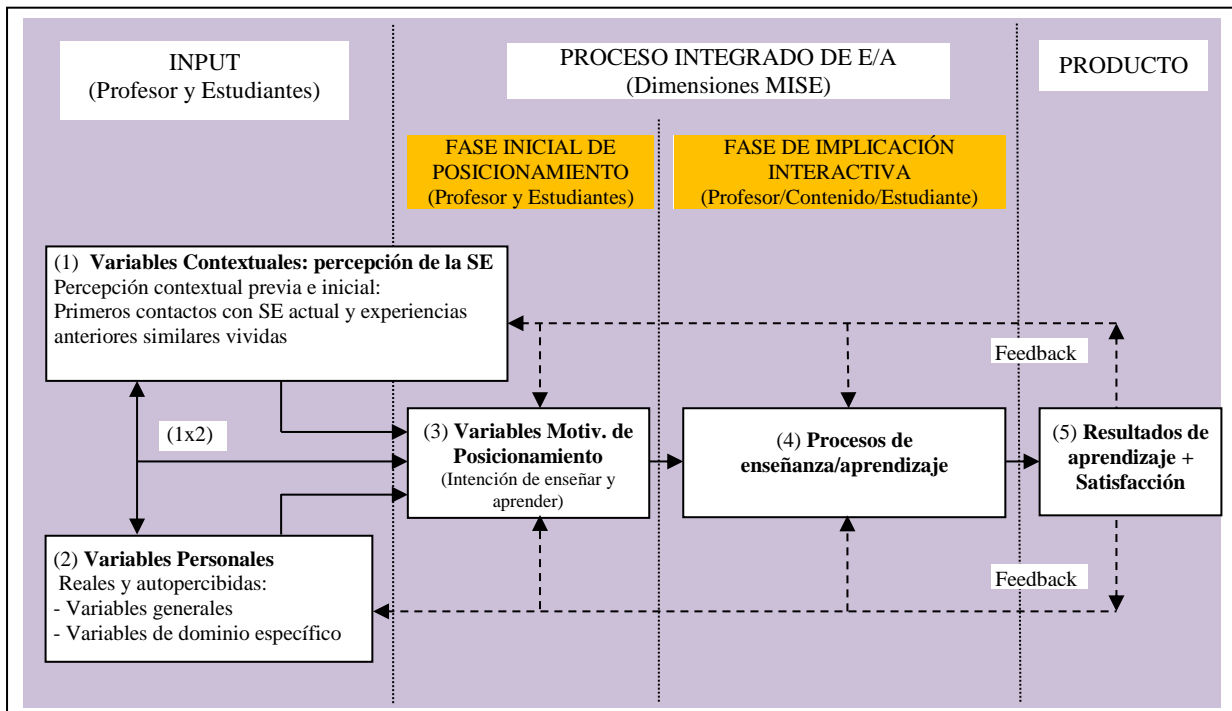 INPUT
(Profesor y Estudiantes)
PROCESO INTEGRADO DE E/A
(Dimensiones MISE)
PRODUCTO
FASE INICIAL DE
POSICIONAMIENTO
(Profesor y Estudiantes)
FASE DE IMPLICACIÓN
INTERACTIVA
(Profesor/Contenido/Estudiante)
(1) Variables Contextuales: percepción de la SE
Percepción contextual previa e inicial:
Primeros contactos con SE actual y experiencias
anteriores similares vividas
Feedback
(1x2)
(3) Variables Motiv. de
Posicionamiento
(Intención de enseñar y
aprender)
(4) Procesos de
enseñanza/aprendizaje
(5) Resultados de
aprendizaje +
Satisfacción
(2) Variables Personales
Reales y autopercibidas:
- Variables generales
- Variables de dominio específico
Feedback